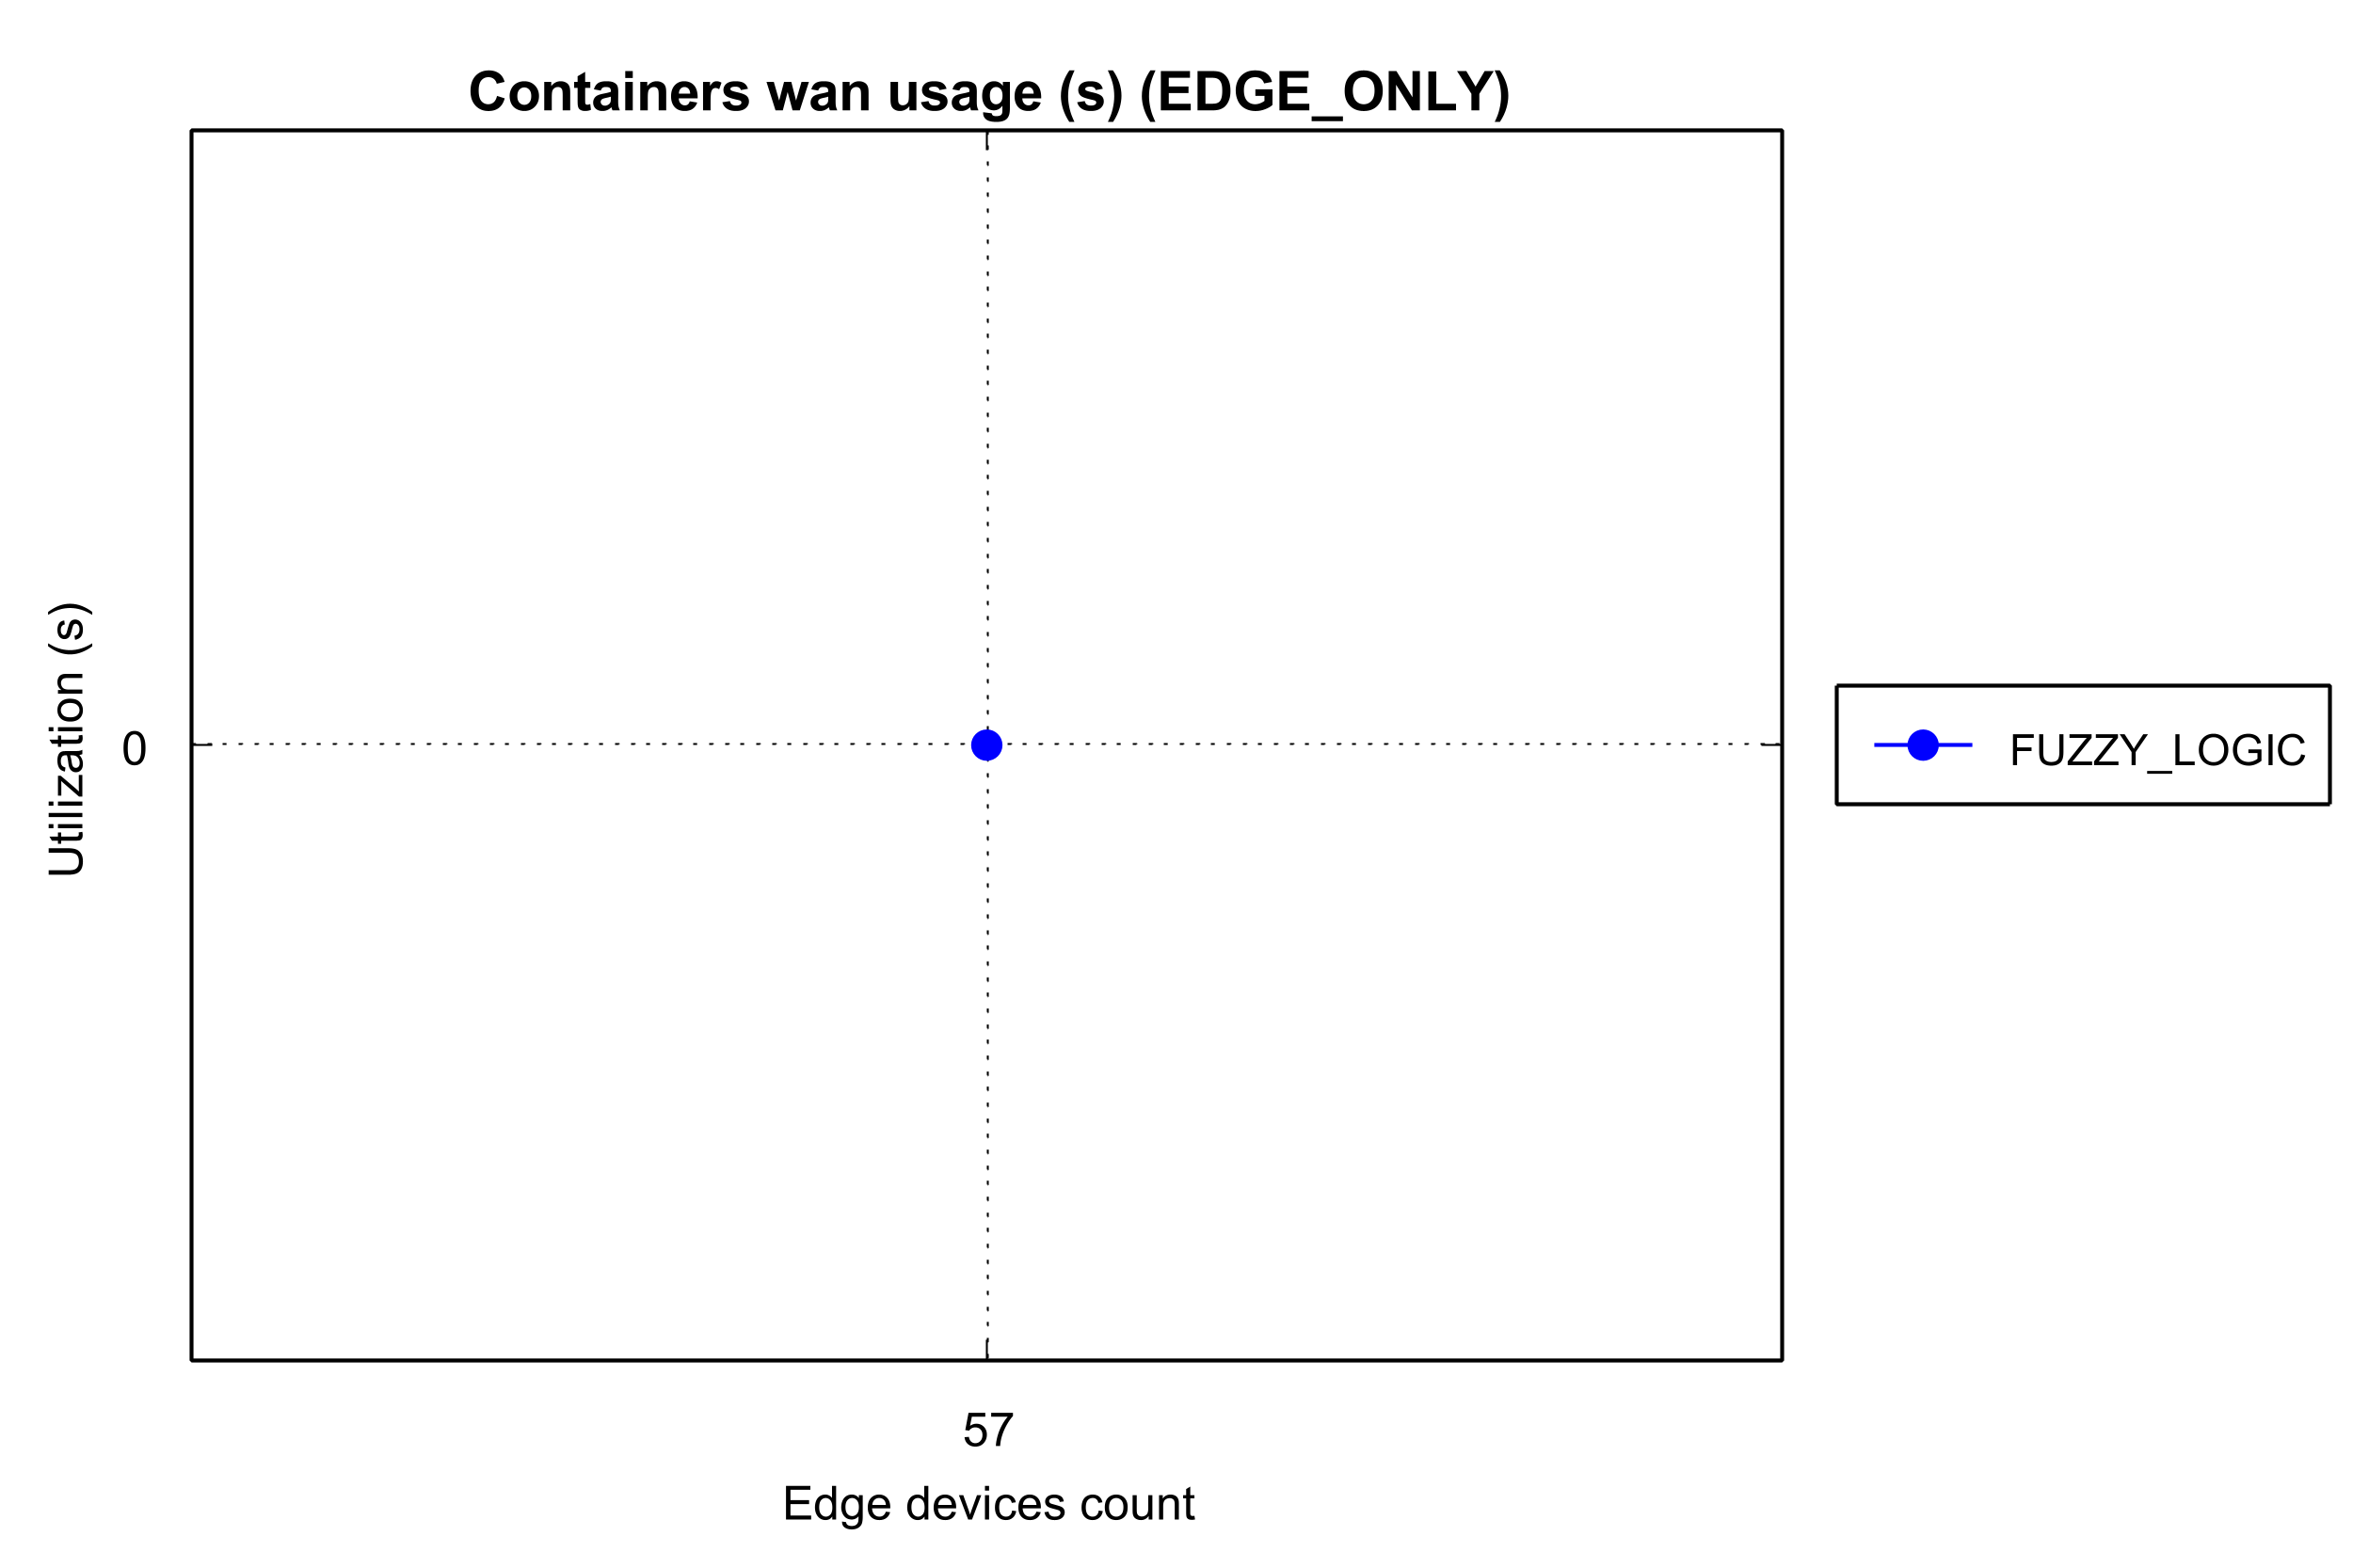 Containers wan usage (s) (EDGE_ONLY)
Utilization (s)
0
FUZZY_LOGIC
57
Edge devices count